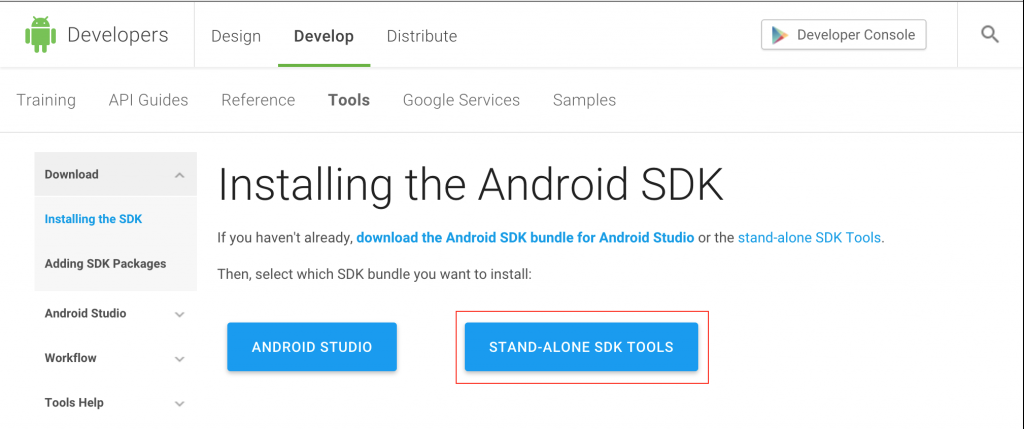 Developers Design Develop Distribute Developer Console
Training API Guides Reference Tools Google Services Samples
Download
Installing the SDK
Adding SDK Packages
Android Studio
Workflow
Tools Help
Installing the Android SDK
If you haven't already, download the Android SDK bundle for Android Studio or the stand-alone SDK Tools.
Then, select which SDK bundle you want to install:
ANDROID STUDIO STAND-ALONE SDK TOOLS